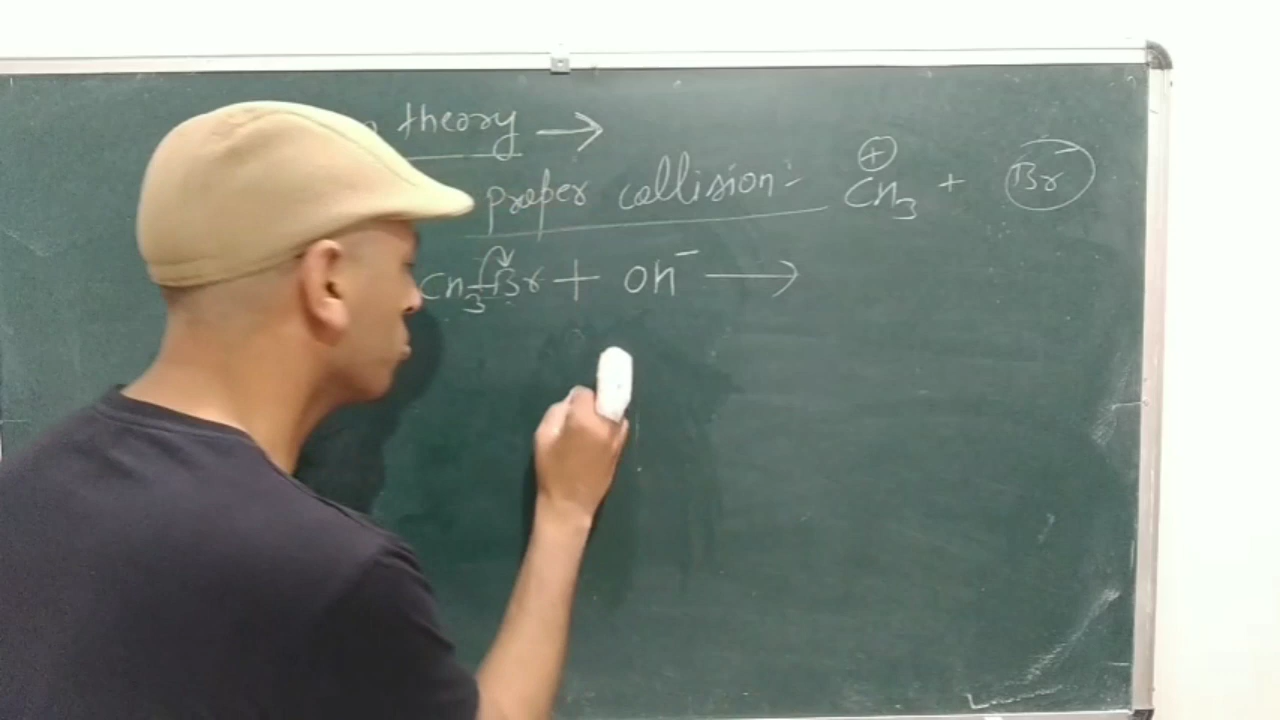 theory →
proper collision:- CH₃⊕ + Br⁻
CH₃-Br + OH⁻ →